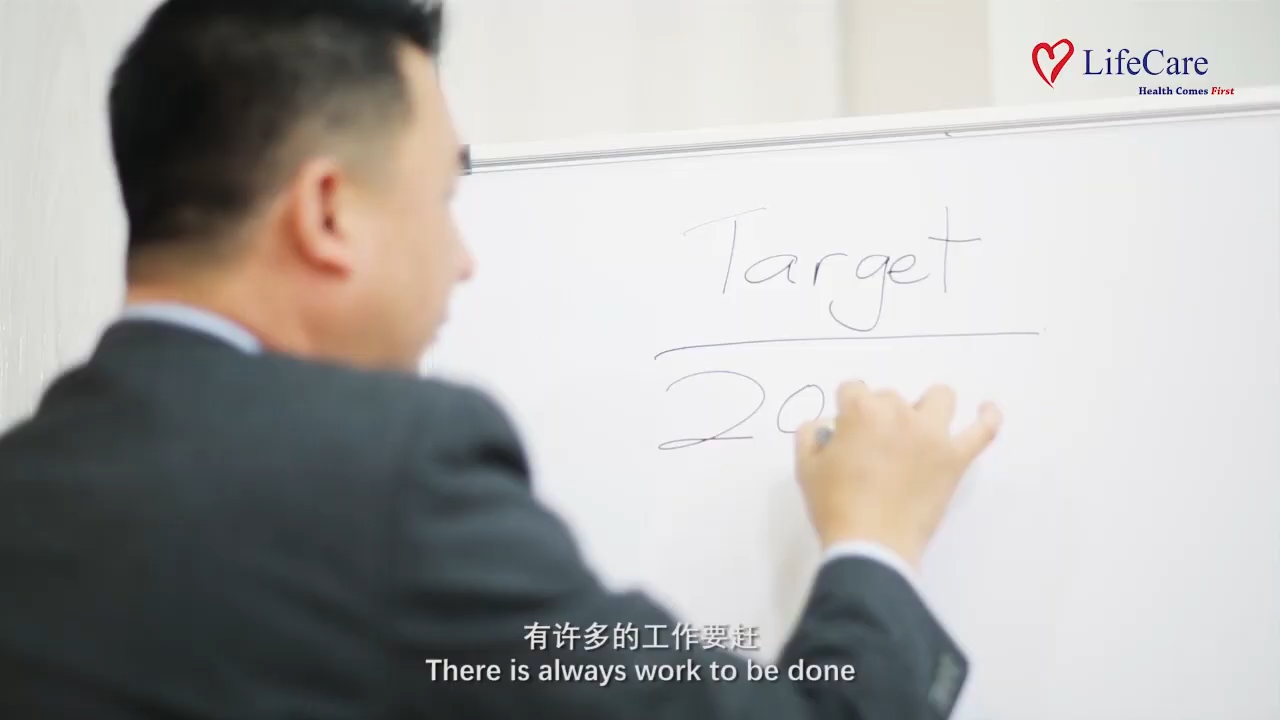 LifeCare
Health Comes First
Target
20
有许多的工作要赶
There is always work to be done